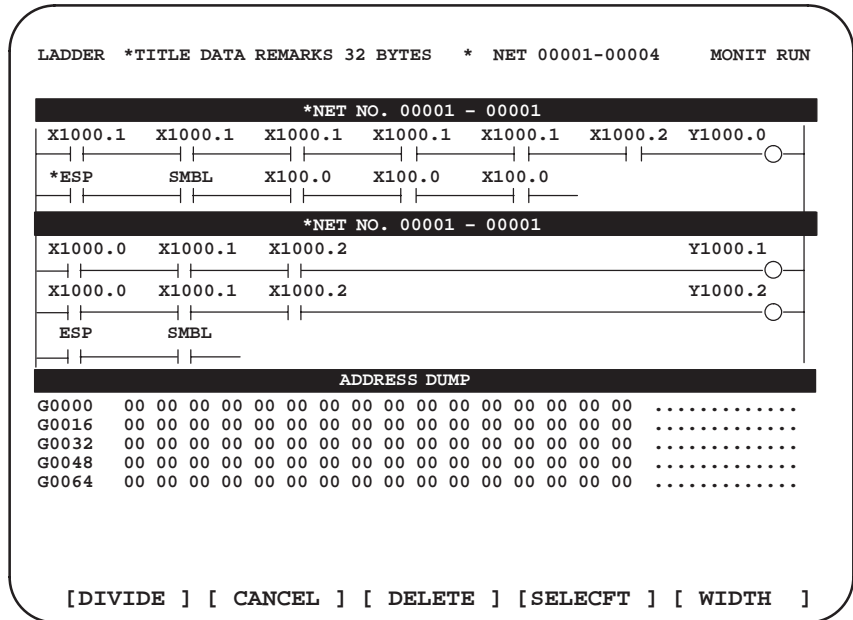 LADDER *TITLE DATA REMARKS 32 BYTES * NET 00001-00004 MONIT RUN
*NET NO. 00001 – 00001
X1000.1 X1000.1 X1000.1 X1000.1 X1000.1 X1000.2 Y1000.0
*ESP SMBL X100.0 X100.0 X100.0
*NET NO. 00001 – 00001
X1000.0 X1000.1 X1000.2 Y1000.1
X1000.0 X1000.1 X1000.2 Y1000.2
ESP SMBL
ADDRESS DUMP
G0000 00 00 00 00 00 00 00 00 00 00 00 00 00 00 00 00 .............
G0016 00 00 00 00 00 00 00 00 00 00 00 00 00 00 00 00 .............
G0032 00 00 00 00 00 00 00 00 00 00 00 00 00 00 00 00 .............
G0048 00 00 00 00 00 00 00 00 00 00 00 00 00 00 00 00 .............
G0064 00 00 00 00 00 00 00 00 00 00 00 00 00 00 00 00 .............
[DIVIDE ] [ CANCEL ] [ DELETE ] [SELECFT ] [ WIDTH ]